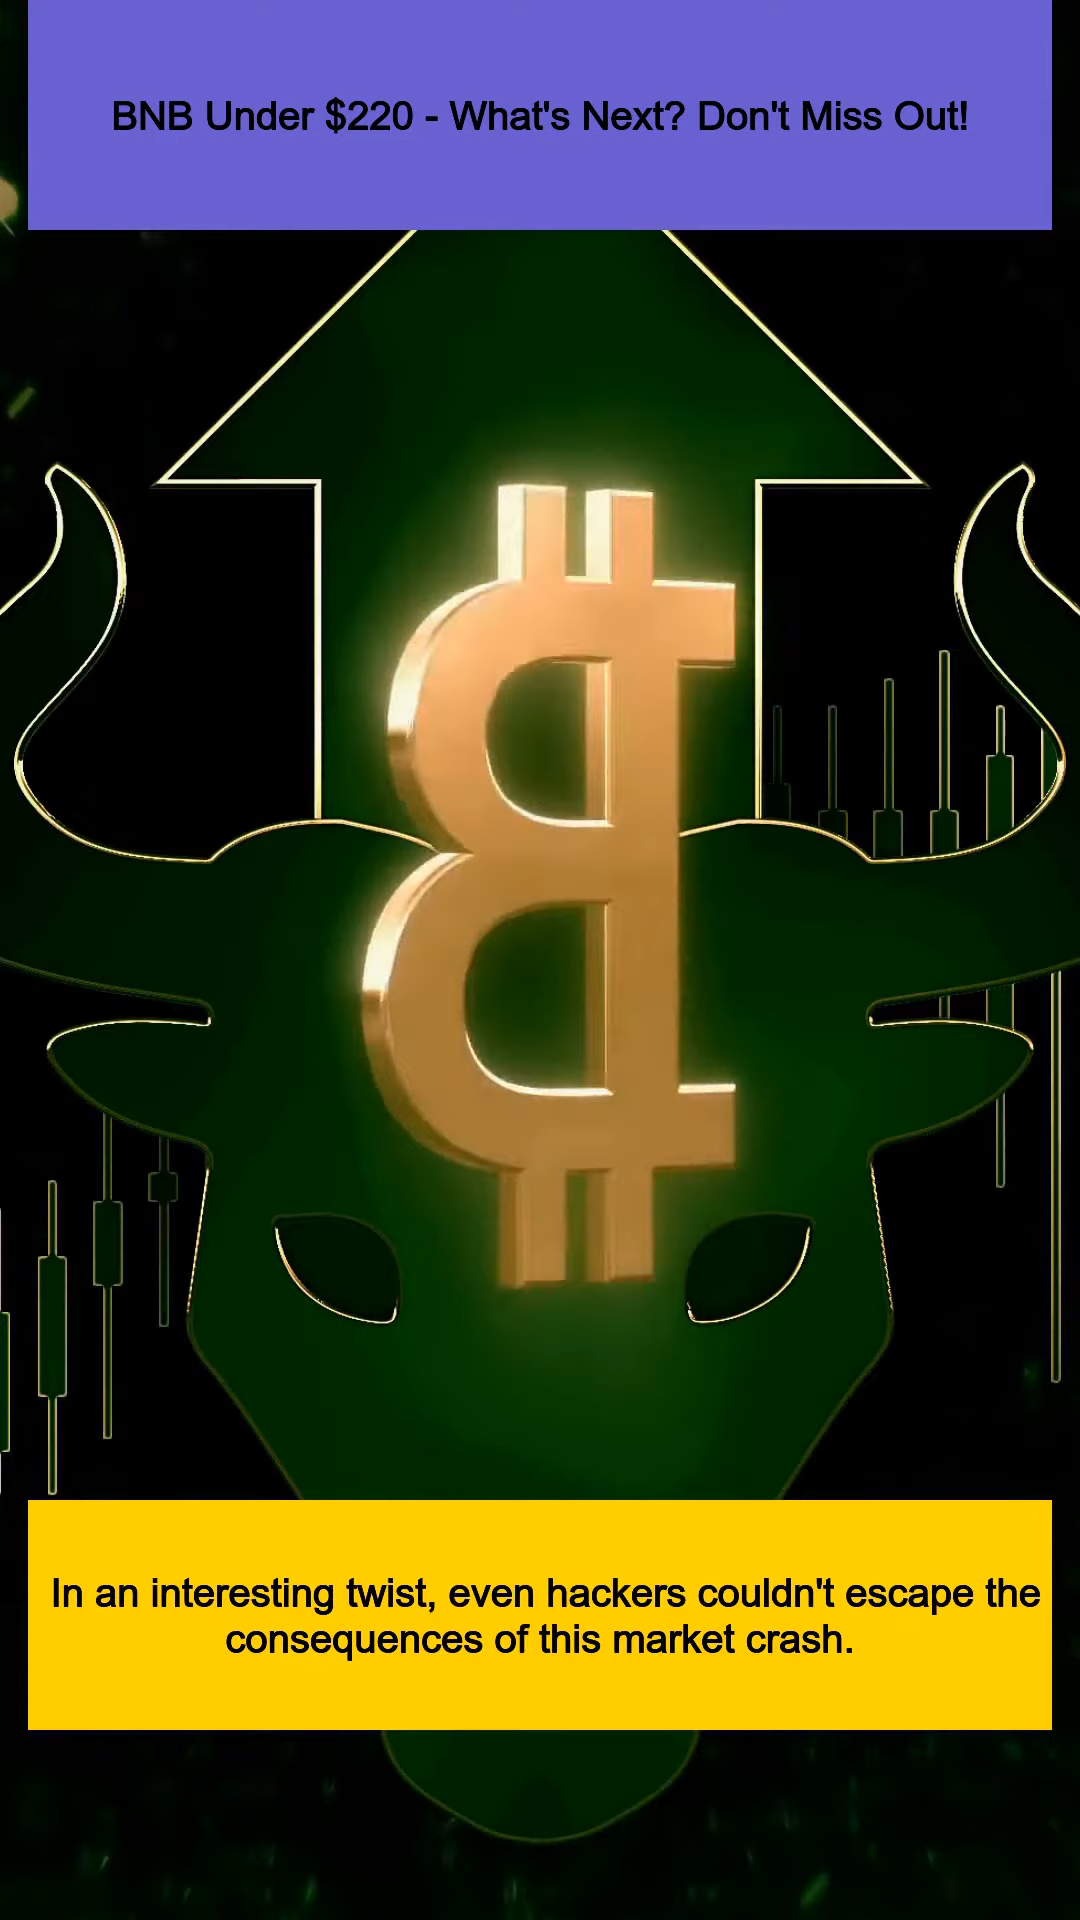 BNB Under $220 - What's Next? Don't Miss Out!
In an interesting twist, even hackers couldn't escape the
consequences of this market crash.